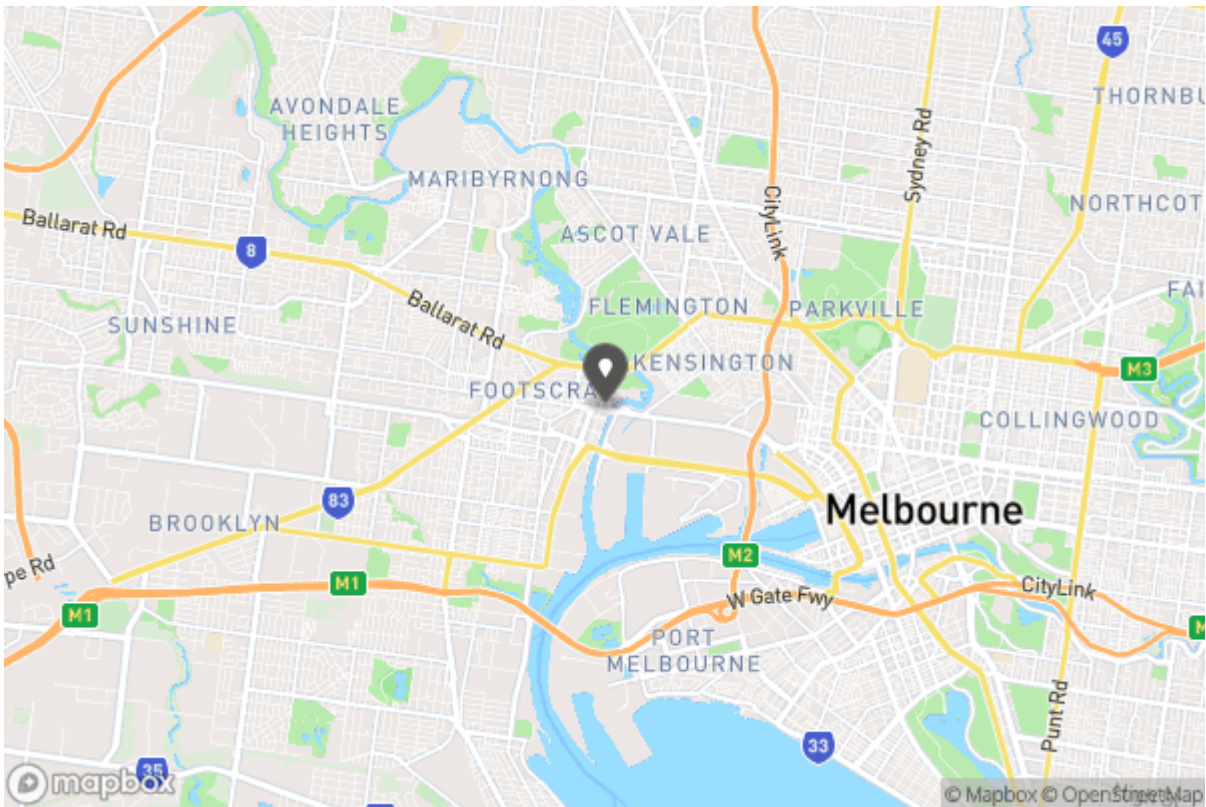 45
THORNBU
AVONDALE
HEIGHTS
MARIBYRNONG
CityLink
Sydney Rd
NORTHCOT
Ballarat Rd
8
ASCOT VALE
FAI
SUNSHINE
Ballarat Rd
FLEMINGTON
PARKVILLE
KENSINGTON
M3
FOOTSCRA
COLLINGWOOD
83
BROOKLYN
Melbourne
pe Rd
M1
M2
M1
W Gate Fwy
CityLink
M
PORT
MELBOURNE
Punt Rd
33
35
mapbox
© Mapbox © OpenStreetMap